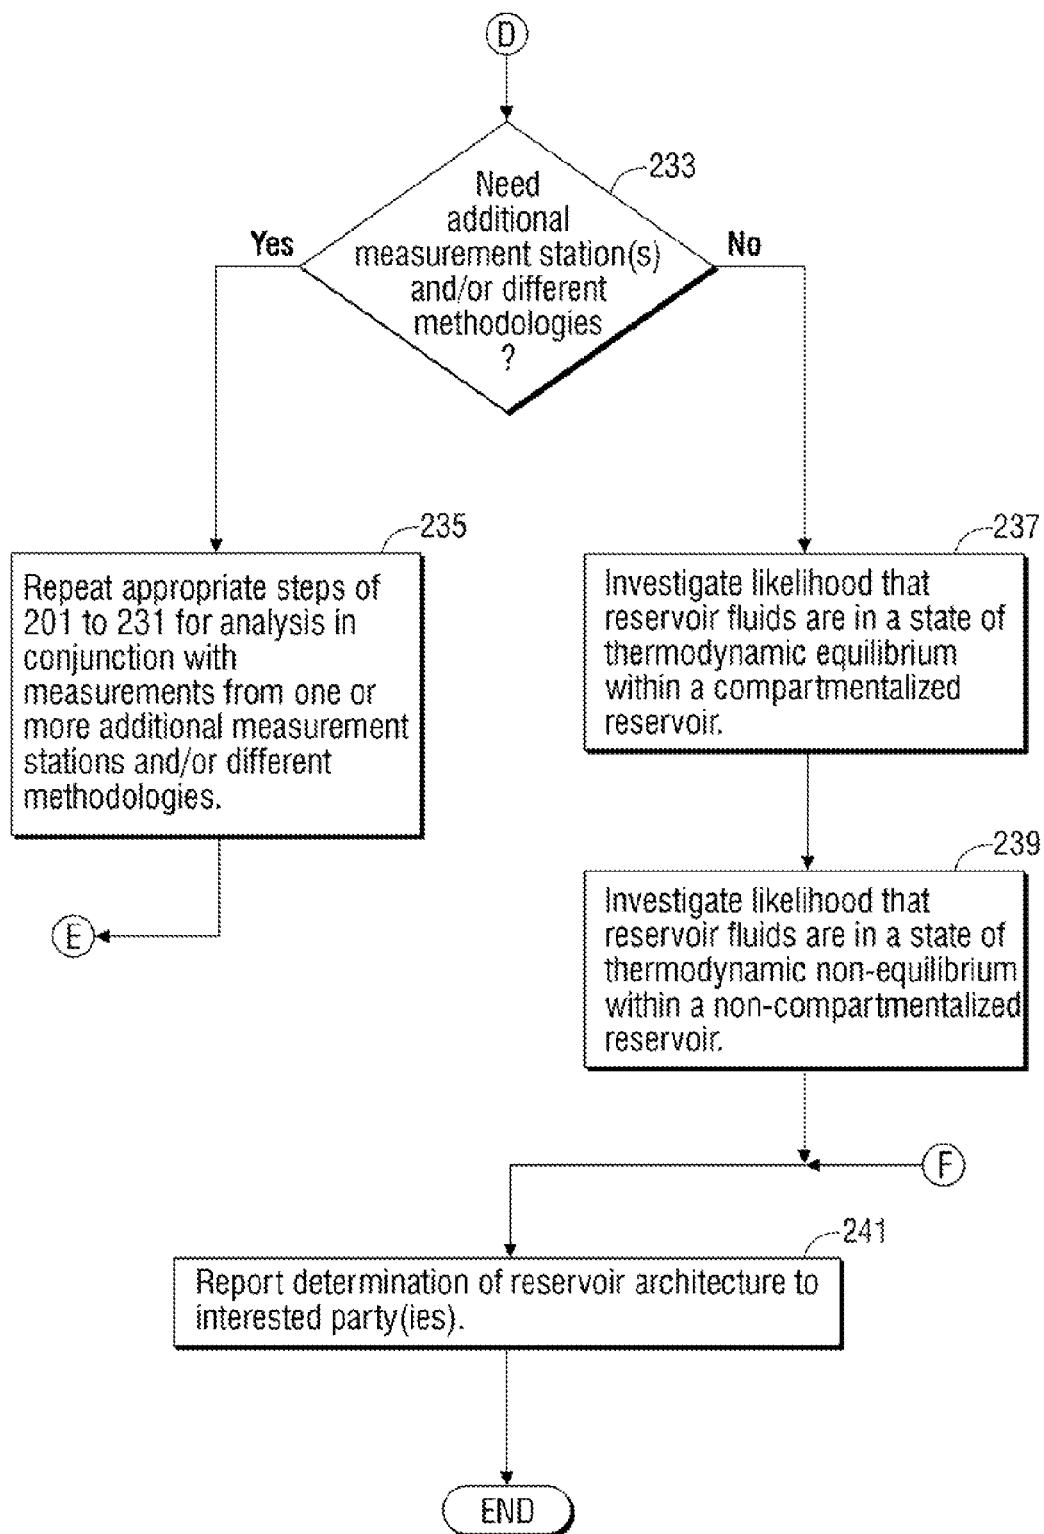 D
233
Need
additional
measurement station(s)
and/or different
methodologies
?
Yes
No
235
Repeat appropriate steps of
201 to 231 for analysis in
conjunction with
measurements from one or
more additional measurement
stations and/or different
methodologies.
E
237
Investigate likelihood that
reservoir fluids are in a state of
thermodynamic equilibrium
within a compartmentalized
reservoir.
239
Investigate likelihood that
reservoir fluids are in a state of
thermodynamic non-equilibrium
within a non-compartmentalized
reservoir.
F
241
Report determination of reservoir architecture to
interested party(ies).
END